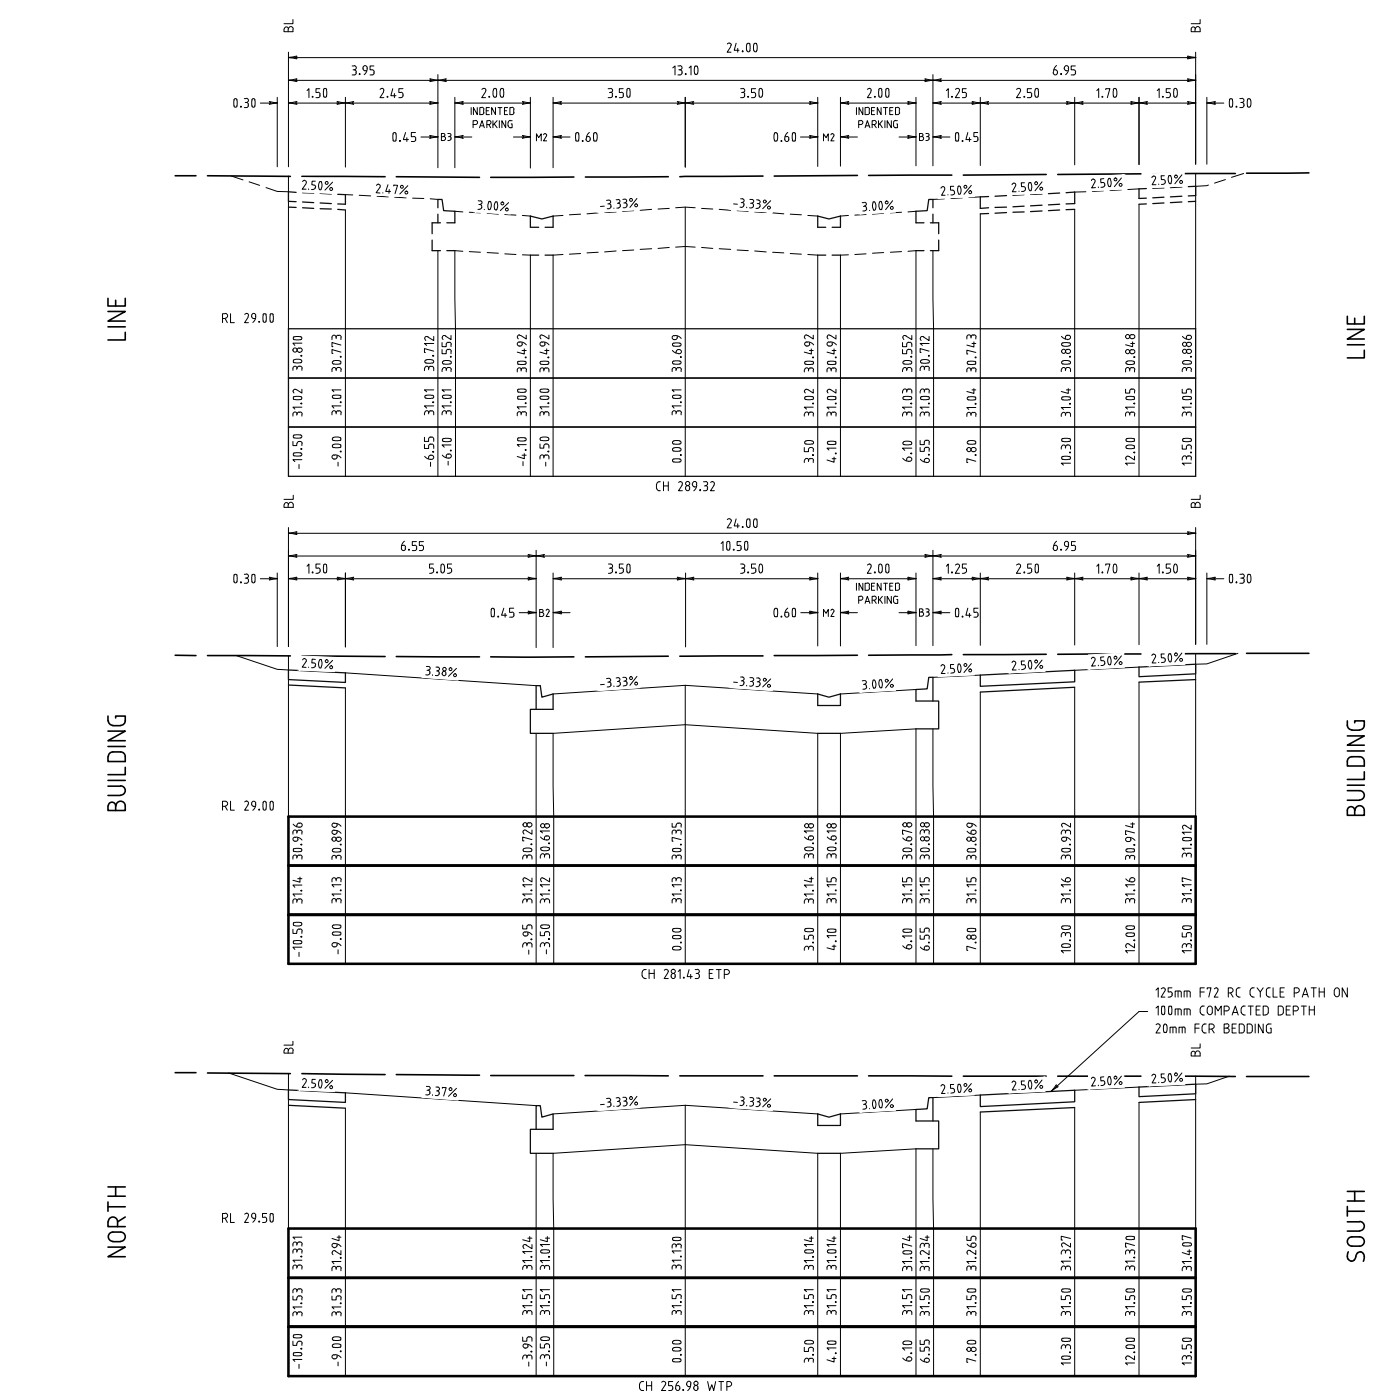 BL BL
24.00
3.95 13.10 6.95
0.30 1.50 2.45 2.00 3.50 3.50 2.00 1.25 2.50 1.70 1.50 0.30
INDENTED INDENTED
PARKING PARKING
0.45 B3 M2 0.60 0.60 M2 B3 0.45
2.50% 2.47% 3.00% -3.33% -3.33% 3.00% 2.50% 2.50% 2.50% 2.50%
LINE LINE
RL 29.00
30.810 30.773 30.712 30.552 30.492 30.492 30.609 30.492 30.492 30.552 30.712 30.743 30.806 30.848 30.886
31.02 31.01 31.01 31.01 31.00 31.00 31.01 31.02 31.02 31.03 31.03 31.04 31.04 31.05 31.05
-10.50 -9.00 -6.55 -6.10 -4.10 -3.50 0.00 3.50 4.10 6.10 6.55 7.80 10.30 12.00 13.50
CH 289.32
BL BL
24.00
6.55 10.50 6.95
0.30 1.50 5.05 3.50 3.50 2.00 1.25 2.50 1.70 1.50 0.30
INDENTED
PARKING
0.45 B2 0.60 M2 B3 0.45
2.50% 3.38% -3.33% -3.33% 3.00% 2.50% 2.50% 2.50% 2.50%
BUILDING BUILDING
RL 29.00
30.936 30.899 30.728 30.618 30.735 30.618 30.618 30.678 30.838 30.869 30.932 30.974 31.012
31.14 31.13 31.12 31.12 31.13 31.14 31.15 31.15 31.15 31.15 31.16 31.16 31.17
-10.50 -9.00 -3.95 -3.50 0.00 3.50 4.10 6.10 6.55 7.80 10.30 12.00 13.50
CH 281.43 ETP
125mm F72 RC CYCLE PATH ON
100mm COMPACTED DEPTH
20mm FCR BEDDING
BL BL
2.50% 3.37% -3.33% -3.33% 3.00% 2.50% 2.50% 2.50% 2.50%
NORTH SOUTH
RL 29.50
31.331 31.294 31.124 31.014 31.130 31.014 31.014 31.074 31.234 31.265 31.327 31.370 31.407
31.53 31.53 31.51 31.51 31.51 31.51 31.51 31.51 31.50 31.50 31.50 31.50 31.50
-10.50 -9.00 -3.95 -3.50 0.00 3.50 4.10 6.10 6.55 7.80 10.30 12.00 13.50
CH 256.98 WTP